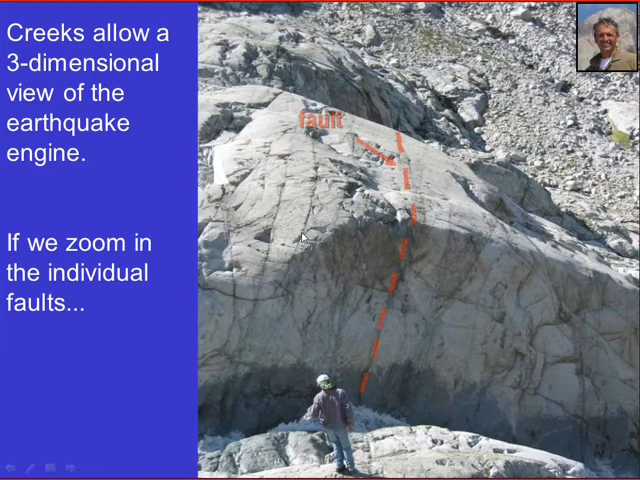 Creeks allow a
3-dimensional
view of the
earthquake
engine.
If we zoom in
the individual
faults...
fault